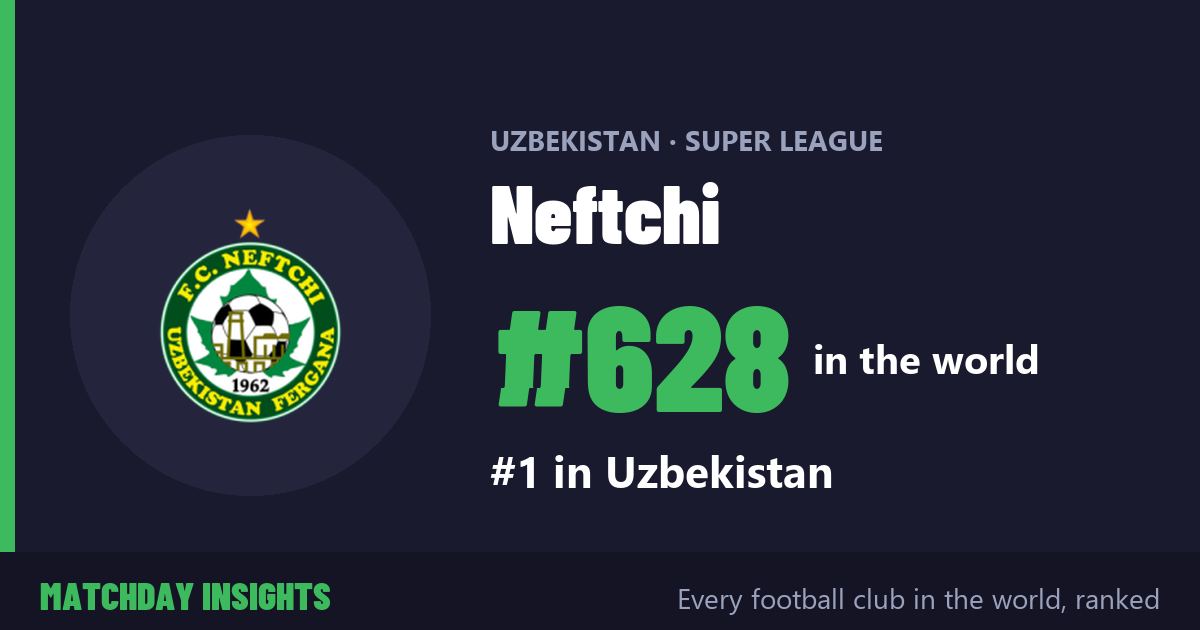 UZBEKISTAN · SUPER LEAGUE
Neftchi
#628 in the world
#1 in Uzbekistan
F.C. NEFTCHI
1962
UZBEKISTAN FERGANA
MATCHDAY INSIGHTS
Every football club in the world, ranked